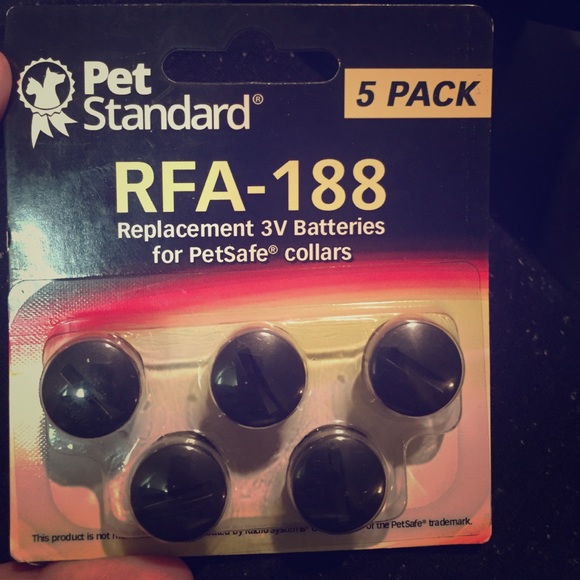 Pet
Standard®
5 PACK
RFA-188
Replacement 3V Batteries
for PetSafe® collars
This product is not of the PetSafe® trademark.